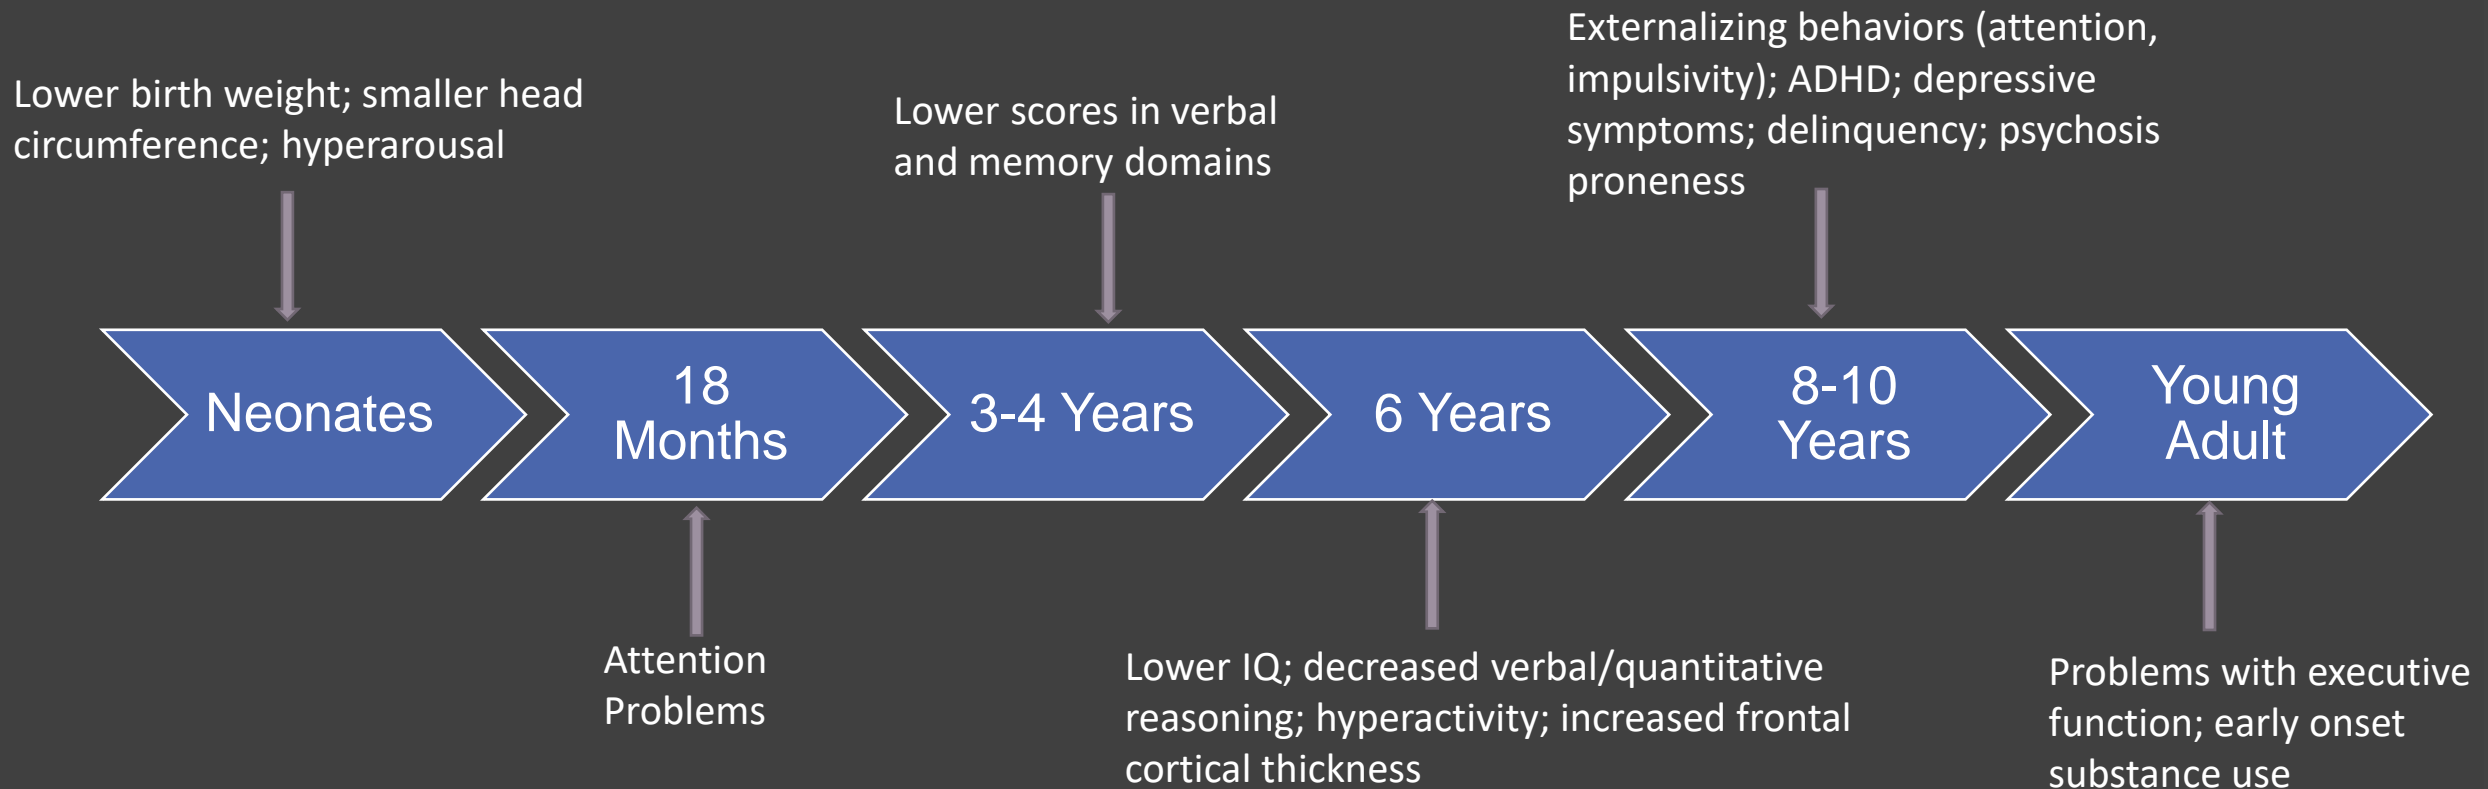 Lower birth weight; smaller head
circumference; hyperarousal
Lower scores in verbal
and memory domains
Externalizing behaviors (attention,
impulsivity); ADHD; depressive
symptoms; delinquency; psychosis
proneness
Neonates
18
Months
3-4 Years
6 Years
8-10
Years
Young
Adult
Attention
Problems
Lower IQ; decreased verbal/quantitative
reasoning; hyperactivity; increased frontal
cortical thickness
Problems with executive
function; early onset
substance use